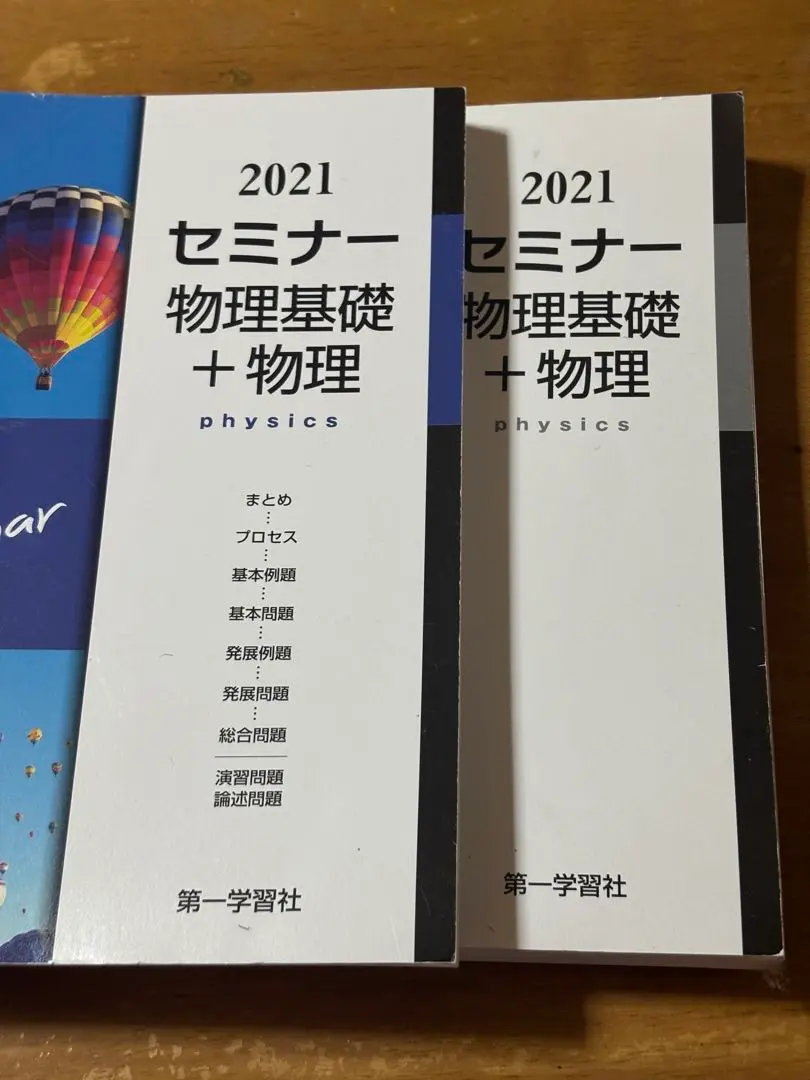 2021
セミナー
物理基礎
＋物理
physics
まとめ
⋮
プロセス
⋮
基本例題
⋮
基本問題
⋮
発展例題
⋮
発展問題
⋮
総合問題
演習問題
論述問題
第一学習社
ar
2021
セミナー
物理基礎
＋物理
physics
第一学習社